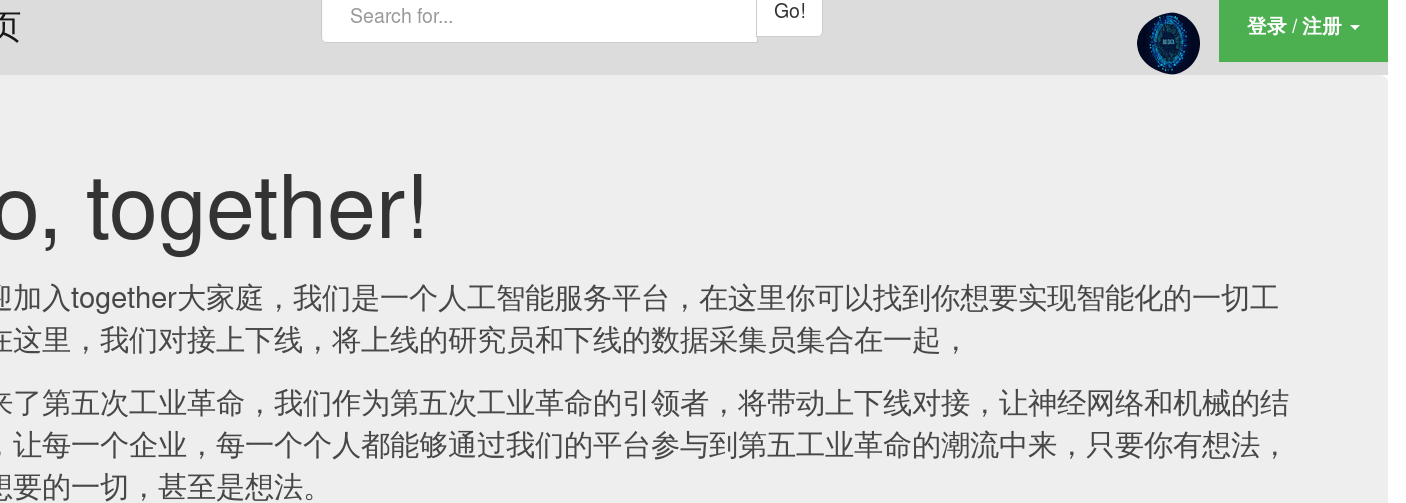 页 Search for... Go! 登录 / 注册
o, together!
迎加入together大家庭，我们是一个人工智能服务平台，在这里你可以找到你想要实现智能化的一切工
在这里，我们对接上下线，将上线的研究员和下线的数据采集员集合在一起，
来了第五次工业革命，我们作为第五次工业革命的引领者，将带动上下线对接，让神经网络和机械的结
，让每一个企业，每一个个人都能够通过我们的平台参与到第五工业革命的潮流中来，只要你有想法，
想要的一切，甚至是想法。